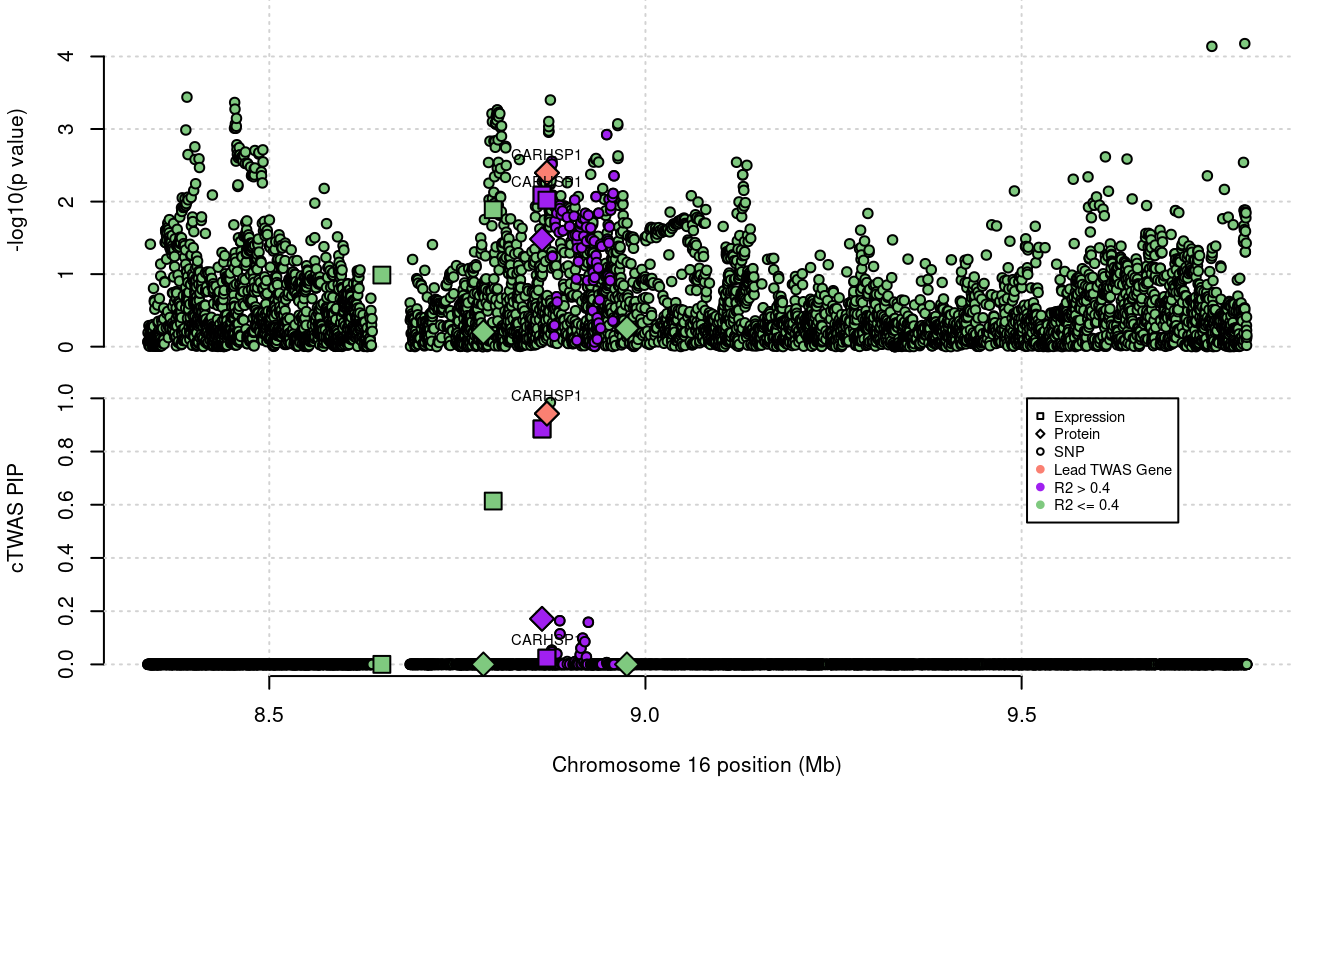 4
3
2
1
0
-log10(p value)
CARHSP1
CARHSP1
1.0
0.8
0.6
0.4
0.2
0.0
cTWAS PIP
CARHSP1
CARHSP1
Expression
Protein
SNP
Lead TWAS Gene
R2 > 0.4
R2 <= 0.4
8.5 9.0 9.5
Chromosome 16 position (Mb)